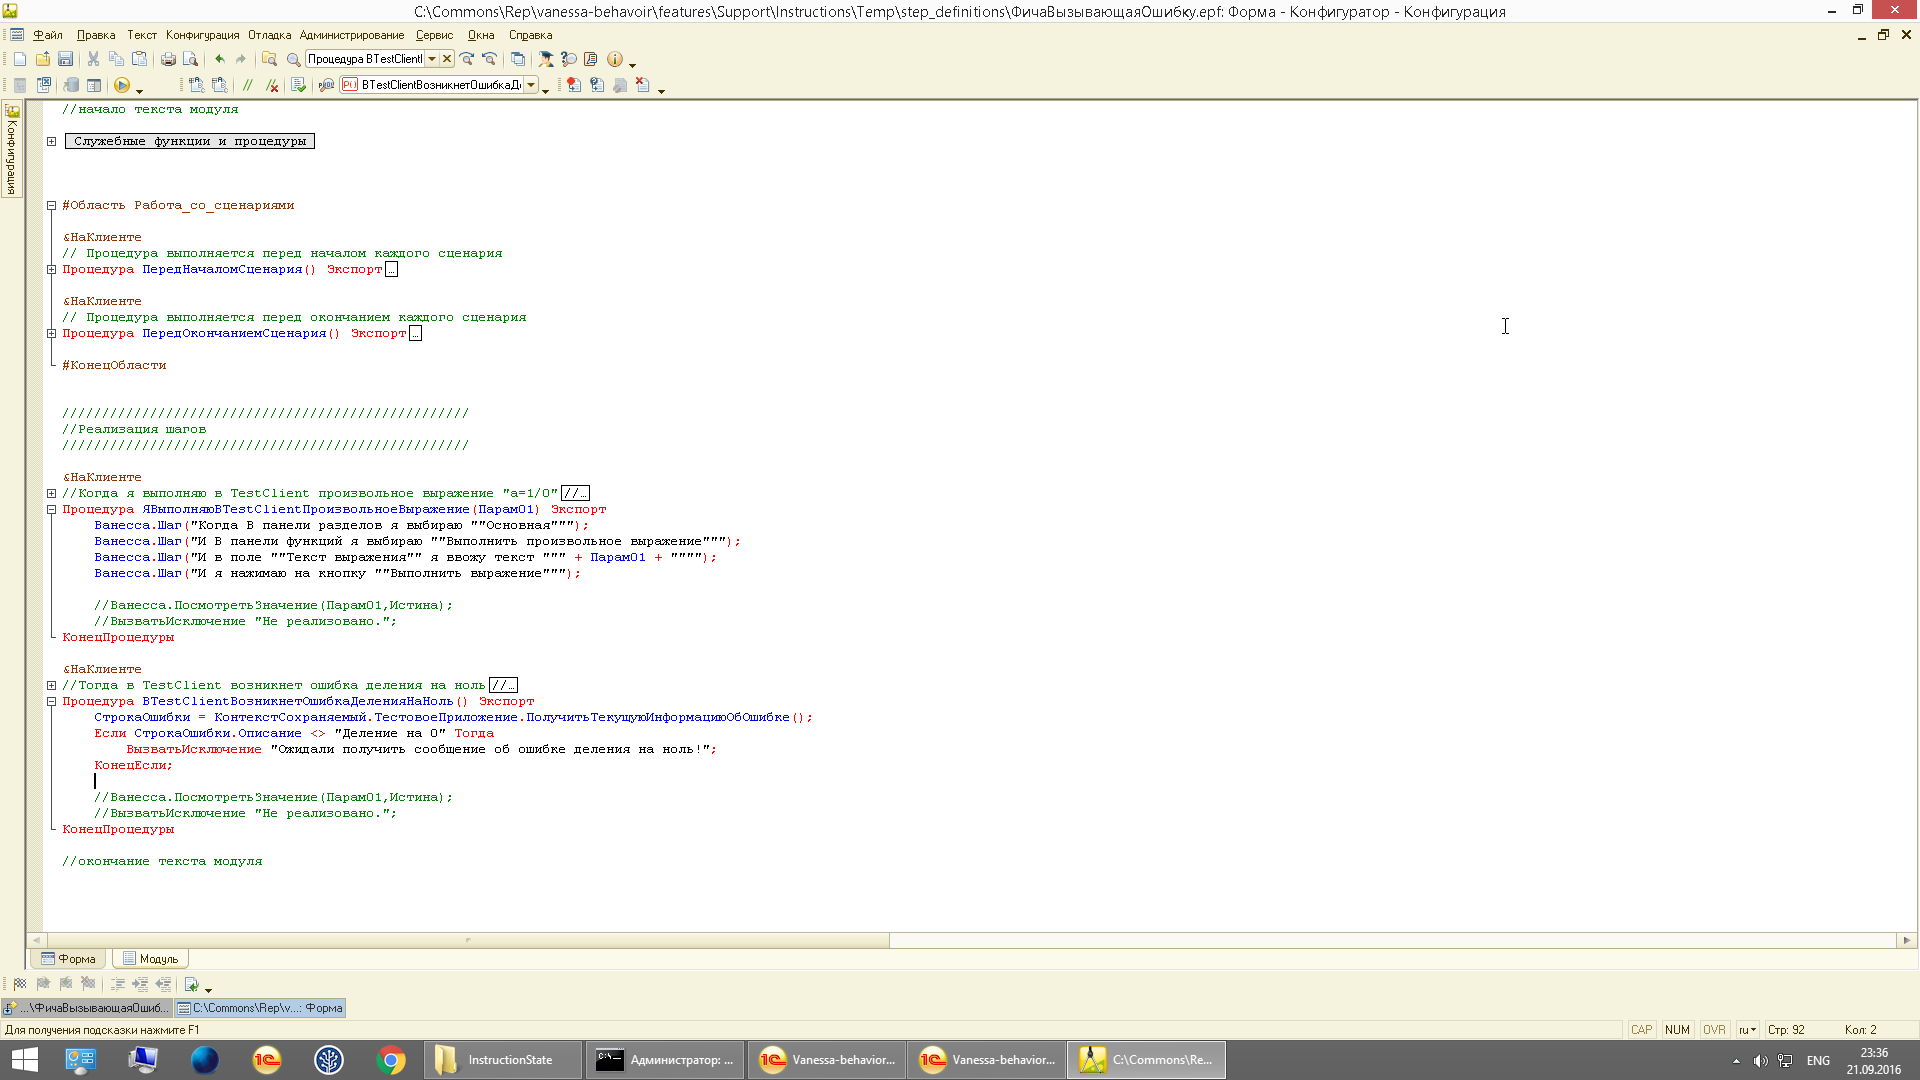 C:\Commons\Rep\vanessa-behavoir\features\Support\Instructions\Temp\step_definitions\ФичаВызывающаяОшибку.epf: Форма - Конфигуратор - Конфигурация
Файл Правка Текст Конфигурация Отладка Администрирование Сервис Окна Справка
Процедура BTestClientI
BTestClientВозникнетОшибкаД
Конфигурация
//начало текста модуля
Служебные функции и процедуры
#Область Работа_со_сценариями
&НаКлиенте
// Процедура выполняется перед началом каждого сценария
Процедура ПередНачаломСценария() Экспорт...
&НаКлиенте
// Процедура выполняется перед окончанием каждого сценария
Процедура ПередОкончаниемСценария() Экспорт...
#КонецОбласти
///////////////////////////////////////////////////
//Реализация шагов
///////////////////////////////////////////////////
&НаКлиенте
//Когда я выполняю в TestClient произвольное выражение "а=1/0"//...
Процедура ЯВыполняюВTestClientПроизвольноеВыражение(Парам01) Экспорт
Ванесса.Шаг("Когда В панели разделов я выбираю ""Основная""");
Ванесса.Шаг("И В панели функций я выбираю ""Выполнить произвольное выражение""");
Ванесса.Шаг("И в поле ""Текст выражения"" я ввожу текст """ + Парам01 + """");
Ванесса.Шаг("И я нажимаю на кнопку ""Выполнить выражение""");
//Ванесса.ПосмотретьЗначение(Парам01,Истина);
//ВызватьИсключение "Не реализовано.";
КонецПроцедуры
&НаКлиенте
//Тогда в TestClient возникнет ошибка деления на ноль//...
Процедура ВTestClientВозникнетОшибкаДеленияНаНоль() Экспорт
СтрокаОшибки = КонтекстСохраняемый.ТестовоеПриложение.ПолучитьТекущуюИнформациюОбОшибке();
Если СтрокаОшибки.Описание <> "Деление на 0" Тогда
ВызватьИсключение "Ожидали получить сообщение об ошибке деления на ноль!";
КонецЕсли;
//Ванесса.ПосмотретьЗначение(Парам01,Истина);
//ВызватьИсключение "Не реализовано.";
КонецПроцедуры
//окончание текста модуля
Форма Модуль
...\ФичаВызывающаяОшиб... C:\Commons\Rep\v...: Форма
Для получения подсказки нажмите F1 CAP NUM OVR ru Стр: 92 Кол: 2
InstructionState Администратор: ... Vanessa-behavior... Vanessa-behavior... C:\Commons\Re... ENG 23:36
21.09.2016